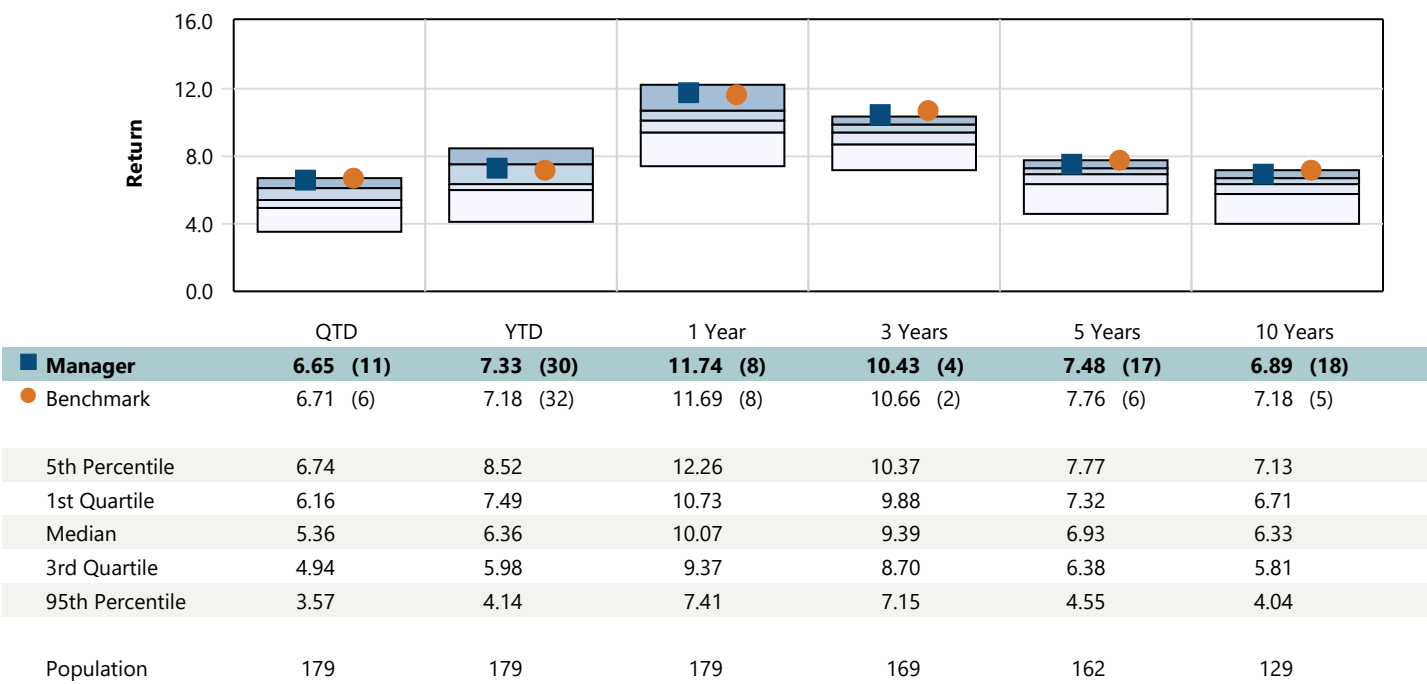 16.0
12.0
8.0
4.0
0.0
Return
QTD YTD 1 Year 3 Years 5 Years 10 Years
Manager 6.65 (11) 7.33 (30) 11.74 (8) 10.43 (4) 7.48 (17) 6.89 (18)
Benchmark 6.71 (6) 7.18 (32) 11.69 (8) 10.66 (2) 7.76 (6) 7.18 (5)
5th Percentile 6.74 8.52 12.26 10.37 7.77 7.13
1st Quartile 6.16 7.49 10.73 9.88 7.32 6.71
Median 5.36 6.36 10.07 9.39 6.93 6.33
3rd Quartile 4.94 5.98 9.37 8.70 6.38 5.81
95th Percentile 3.57 4.14 7.41 7.15 4.55 4.04
Population 179 179 179 169 162 129